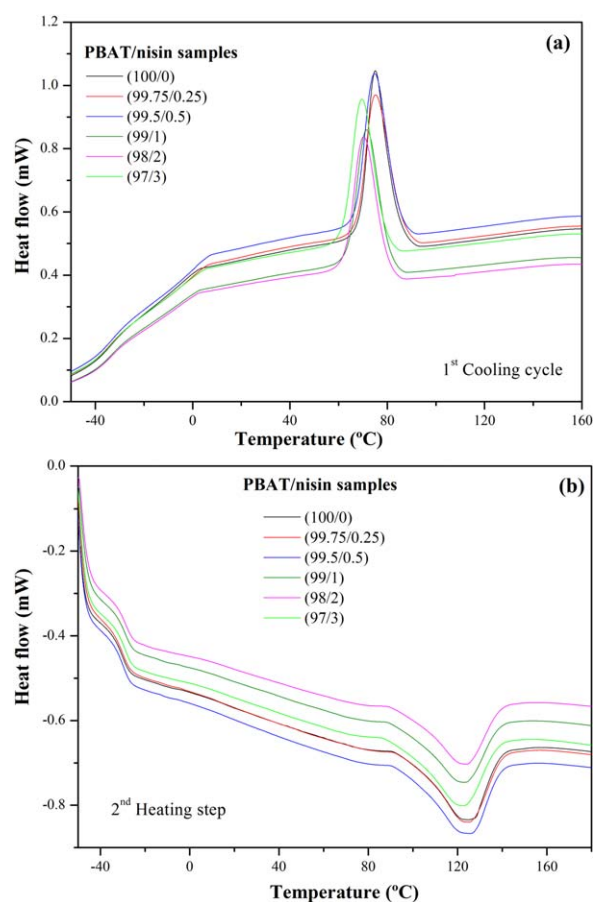 (a)
PBAT/nisin samples
(100/0)
(99.75/0.25)
(99.5/0.5)
(99/1)
(98/2)
(97/3)
1.2
1.0
0.8
0.6
0.4
0.2
0.0
Heat flow (mW)
1st Cooling cycle
-40 0 40 80 120 160
Temperature (ºC)
(b)
PBAT/nisin samples
(100/0)
(99.75/0.25)
(99.5/0.5)
(99/1)
(98/2)
(97/3)
0.0
-0.2
-0.4
-0.6
-0.8
Heat flow (mW)
2nd Heating step
-40 0 40 80 120 160
Temperature (ºC)